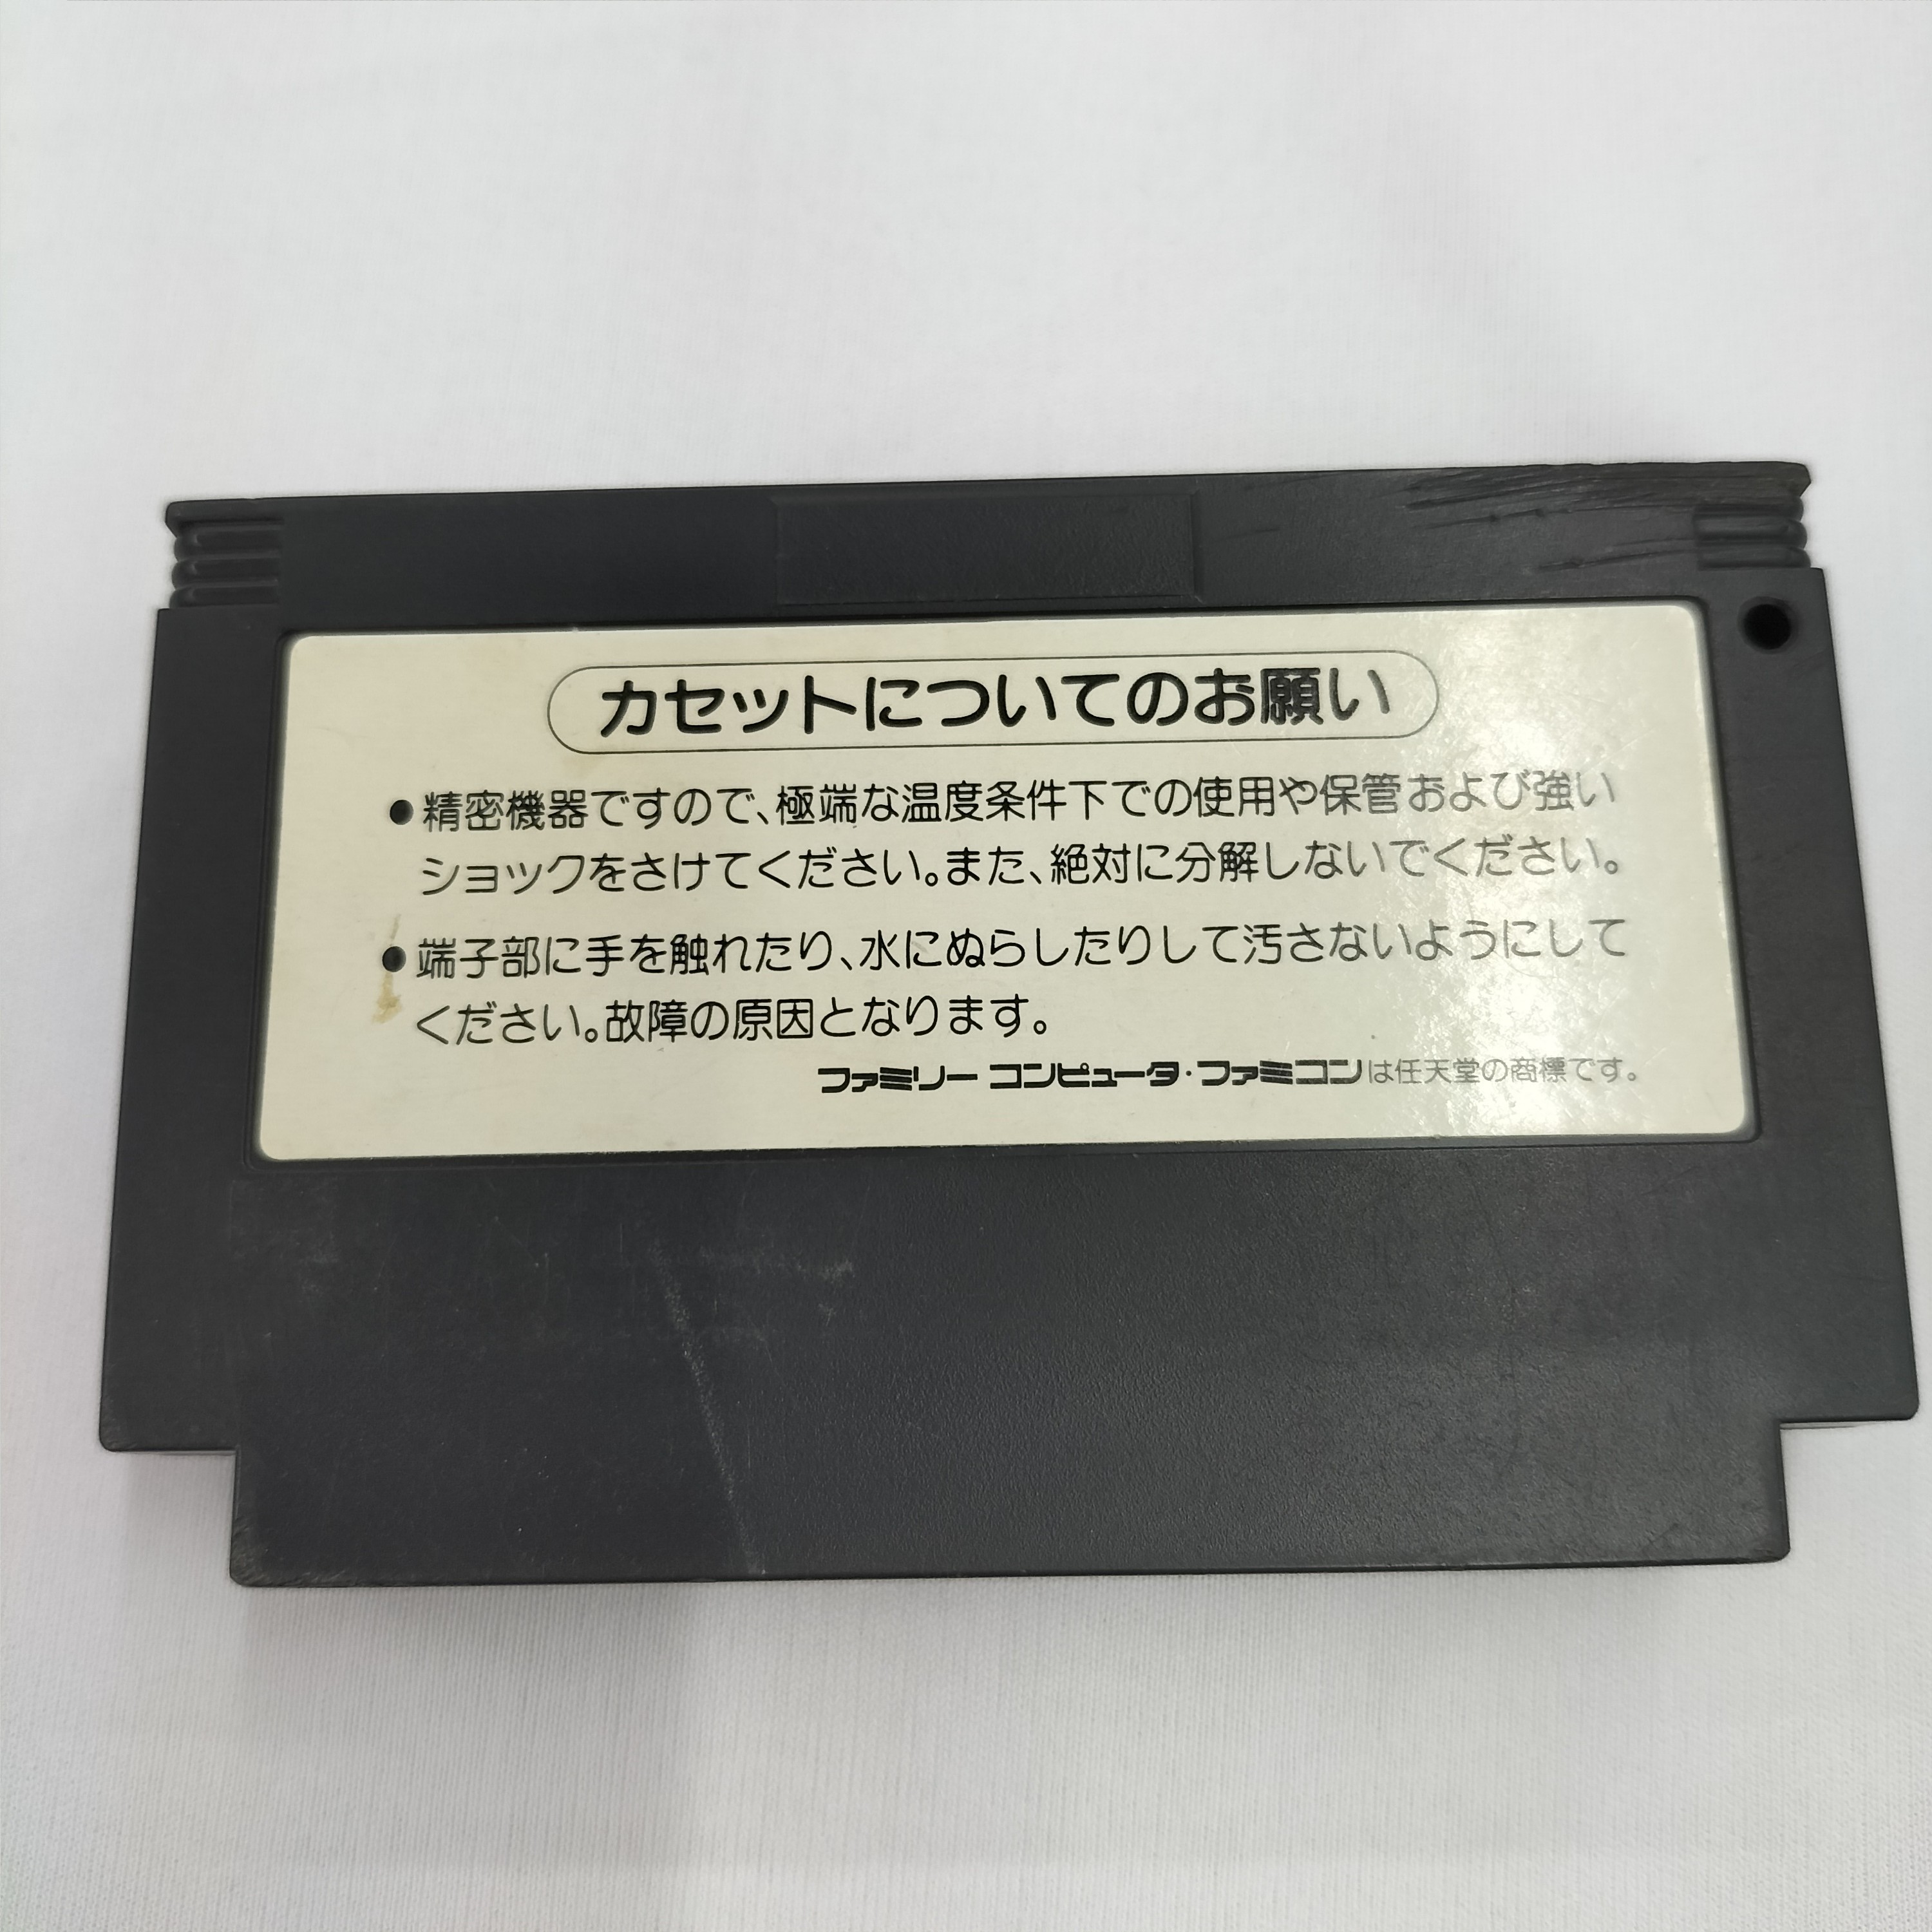 カセットについてのお願い
●精密機器ですので、極端な温度条件下での使用や保管および強い
ショックをさけてください。また、絶対に分解しないでください。
●端子部に手を触れたり、水にぬらしたりして汚さないようにして
ください。故障の原因となります。
ファミリー コンピュータ・ファミコンは任天堂の商標です。